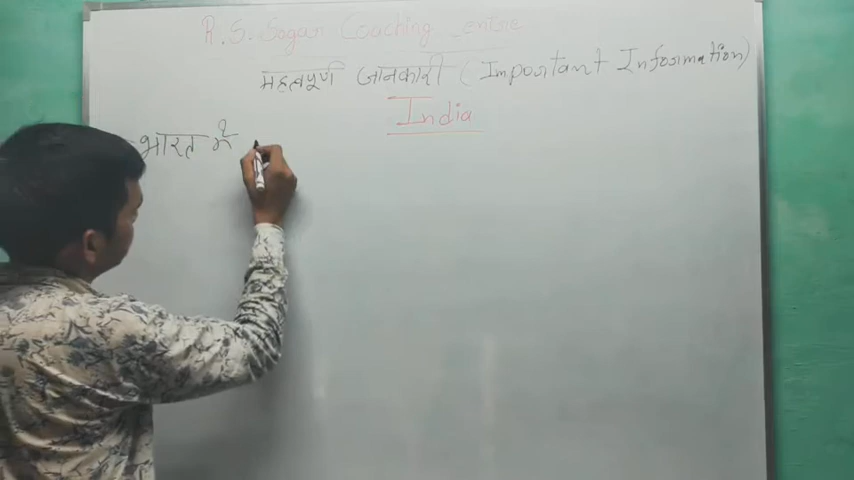 R.S. Sagar Coaching centre
महत्वपूर्ण जानकारी (Important Information)
India
भारत में